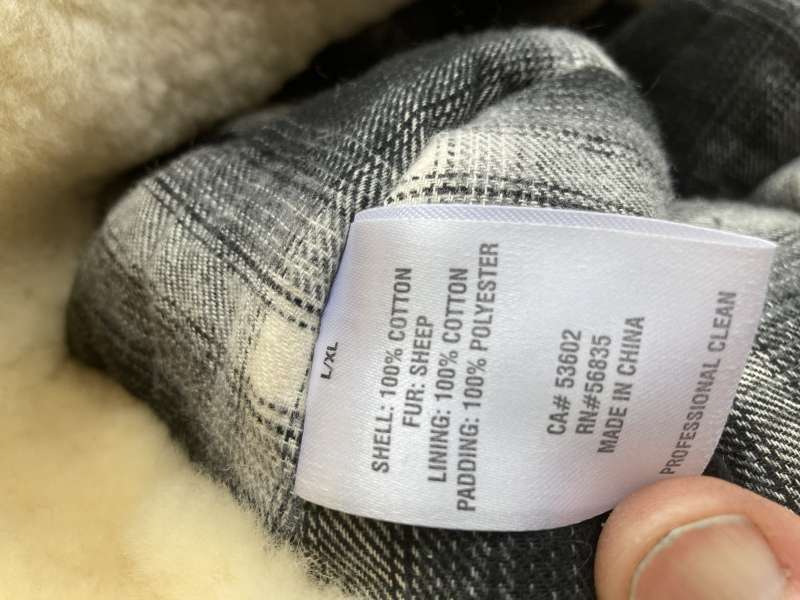 L/XL
SHELL: 100% COTTON
FUR: SHEEP
LINING: 100% COTTON
PADDING: 100% POLYESTER
CA# 53602
RN#56835
MADE IN CHINA
PROFESSIONAL CLEAN